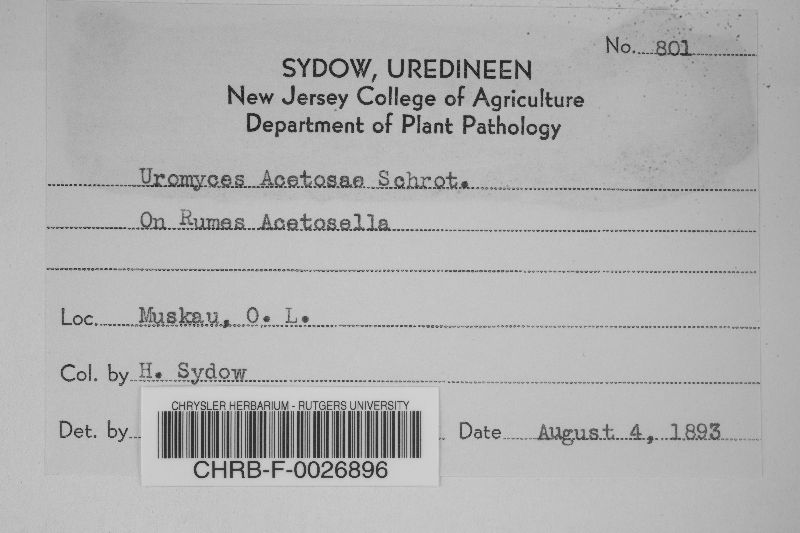 No. 801
SYDOW, UREDINEEN
New Jersey College of Agriculture
Department of Plant Pathology
Uromyces Acetosae Schrot.
On Rumes Acetosella
Loc. Muskau, O. L.
Col. by H. Sydow
Det. by
Date August 4, 1893
CHRYSLER HERBARIUM - RUTGERS UNIVERSITY
CHRB-F-0026896